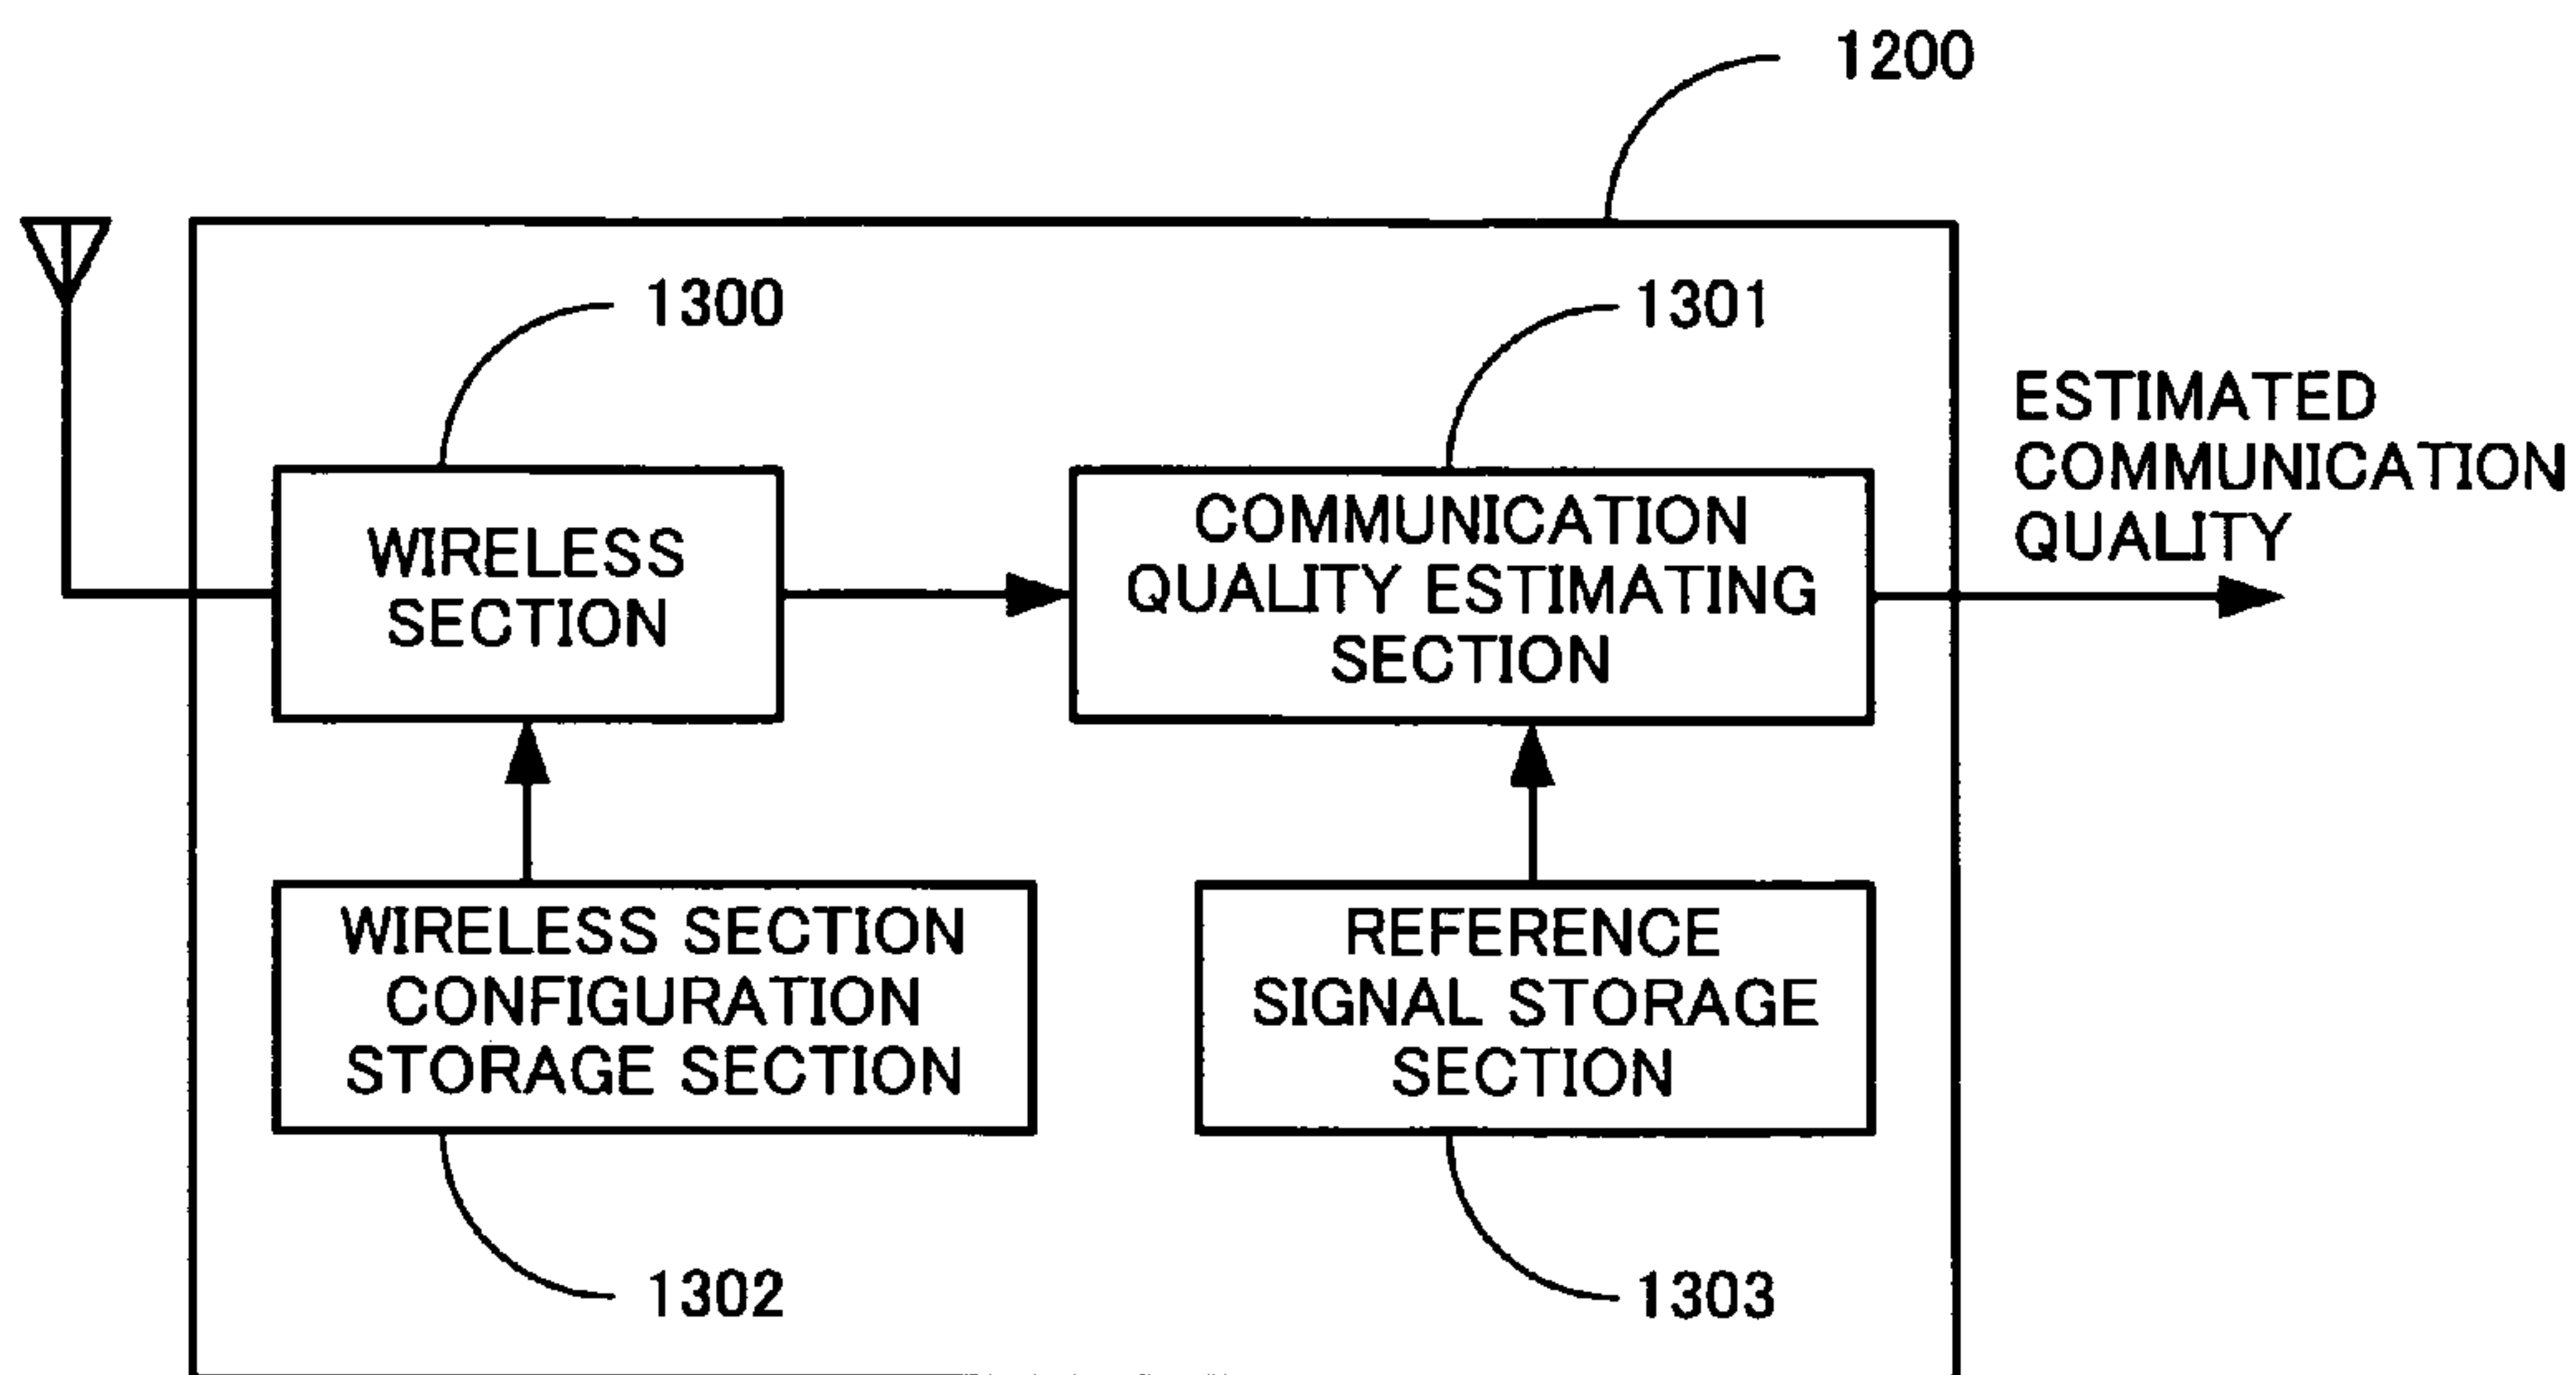 1200
1300
1301
ESTIMATED
COMMUNICATION
QUALITY
WIRELESS
SECTION
COMMUNICATION
QUALITY ESTIMATING
SECTION
WIRELESS SECTION
CONFIGURATION
STORAGE SECTION
REFERENCE
SIGNAL STORAGE
SECTION
1302
1303